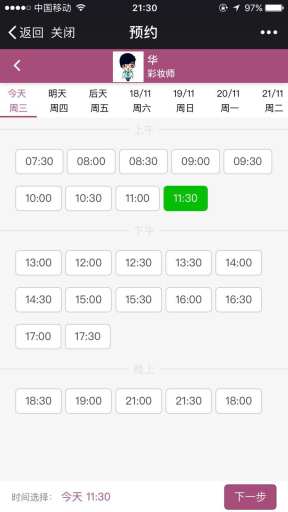 中国移动 21:30 97%
返回 关闭 预约
华
彩妆师
今天 明天 后天 18/11 19/11 20/11 21/11
周三 周四 周五 周六 周日 周一 周二
上午
07:30 08:00 08:30 09:00 09:30
10:00 10:30 11:00 11:30
下午
13:00 12:00 12:30 13:30 14:00
14:30 15:00 15:30 16:00 16:30
17:00 17:30
晚上
18:30 19:00 21:00 21:30 18:00
时间选择: 今天 11:30 下一步